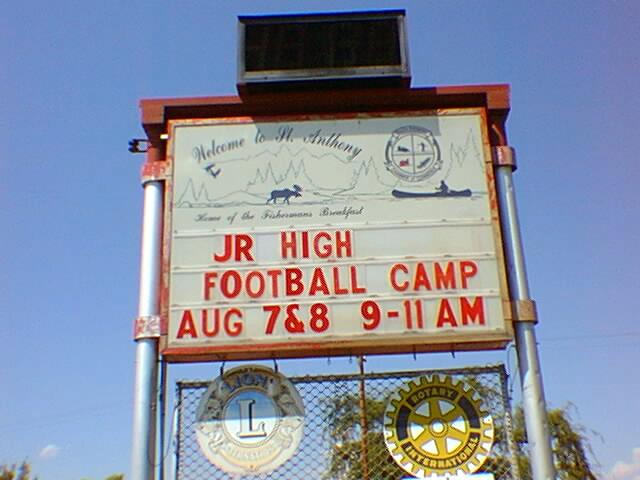 Welcome to St. Anthony
Home of the Fishermans Breakfast
JR HIGH
FOOTBALL CAMP
AUG 7&8 9-11 AM
LIONS
L
ROTARY
INTERNATIONAL